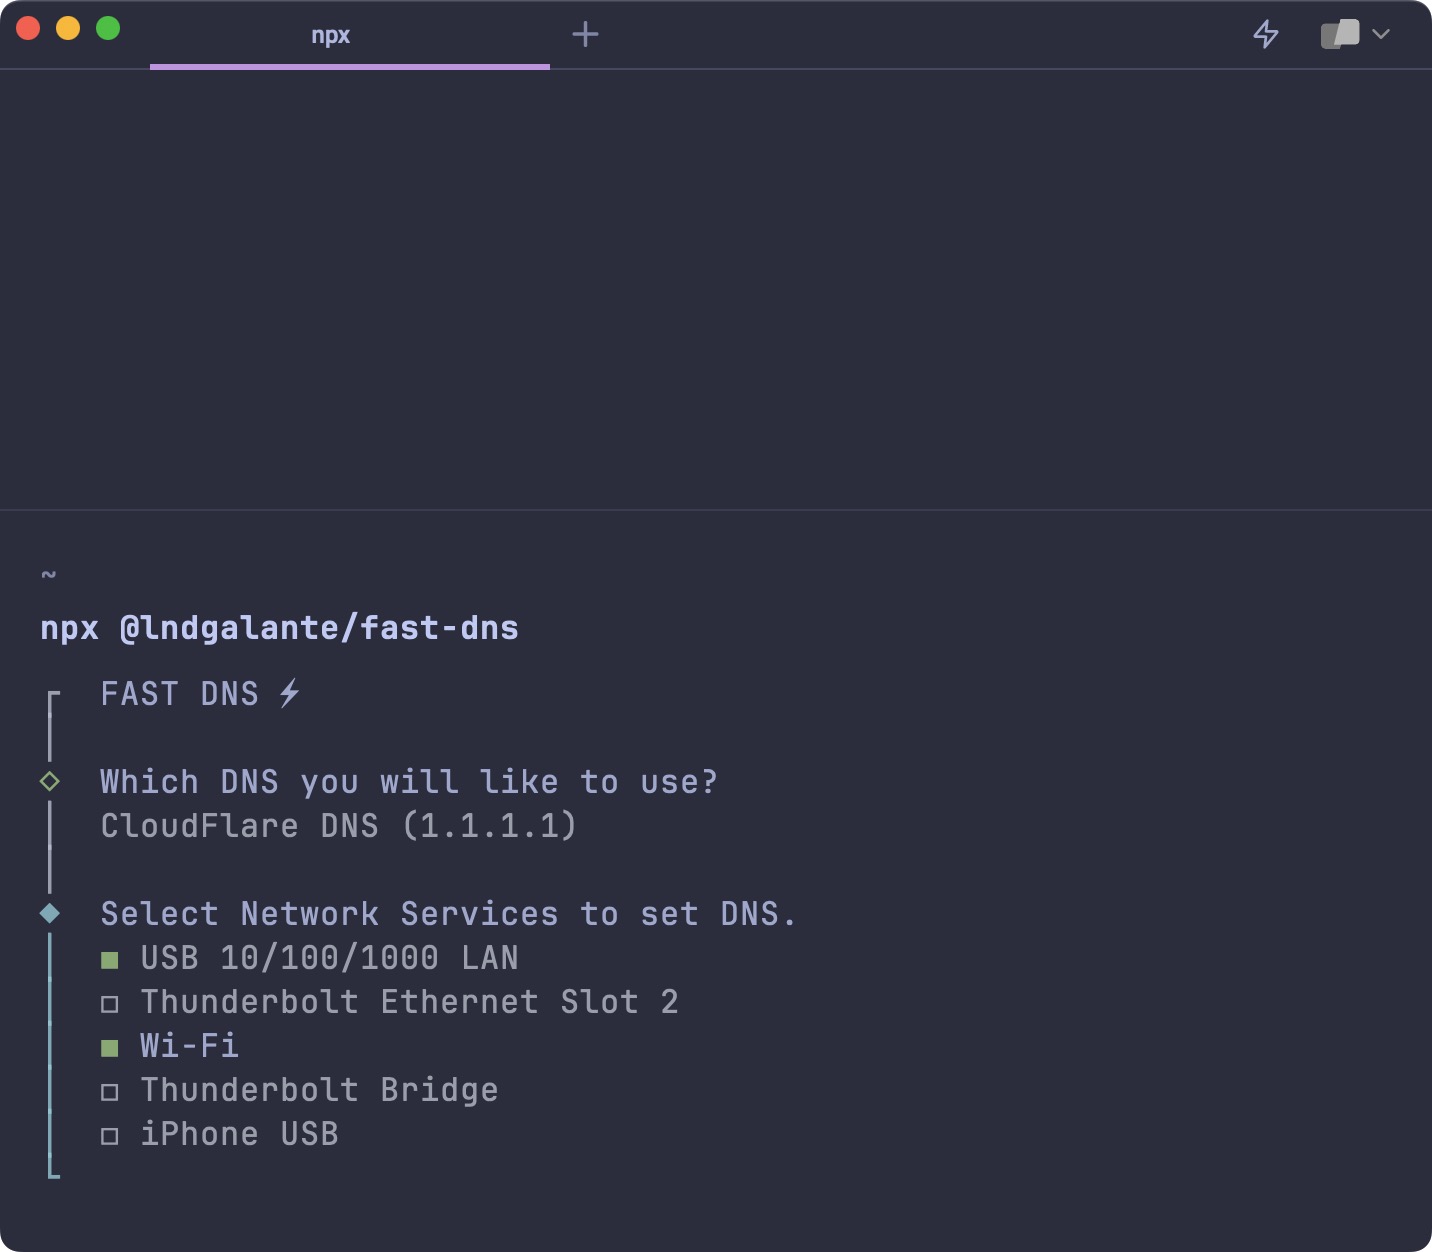 npx
~
npx @lndgalante/fast-dns
FAST DNS ⚡
Which DNS you will like to use?
CloudFlare DNS (1.1.1.1)
Select Network Services to set DNS.
USB 10/100/1000 LAN
Thunderbolt Ethernet Slot 2
Wi-Fi
Thunderbolt Bridge
iPhone USB